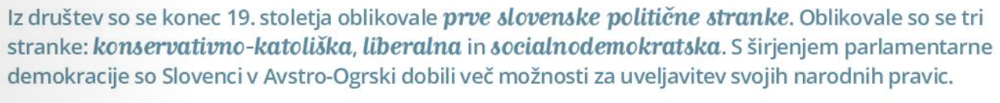 Iz društev so se konec 19. stoletja oblikovale prve slovenske politične stranke. Oblikovale so se tri
stranke: konservativno-katoliška, liberalna in socialnodemokratska. S širjenjem parlamentarne
demokracije so Slovenci v Avstro-Ogrski dobili več možnosti za uveljavitev svojih narodnih pravic.